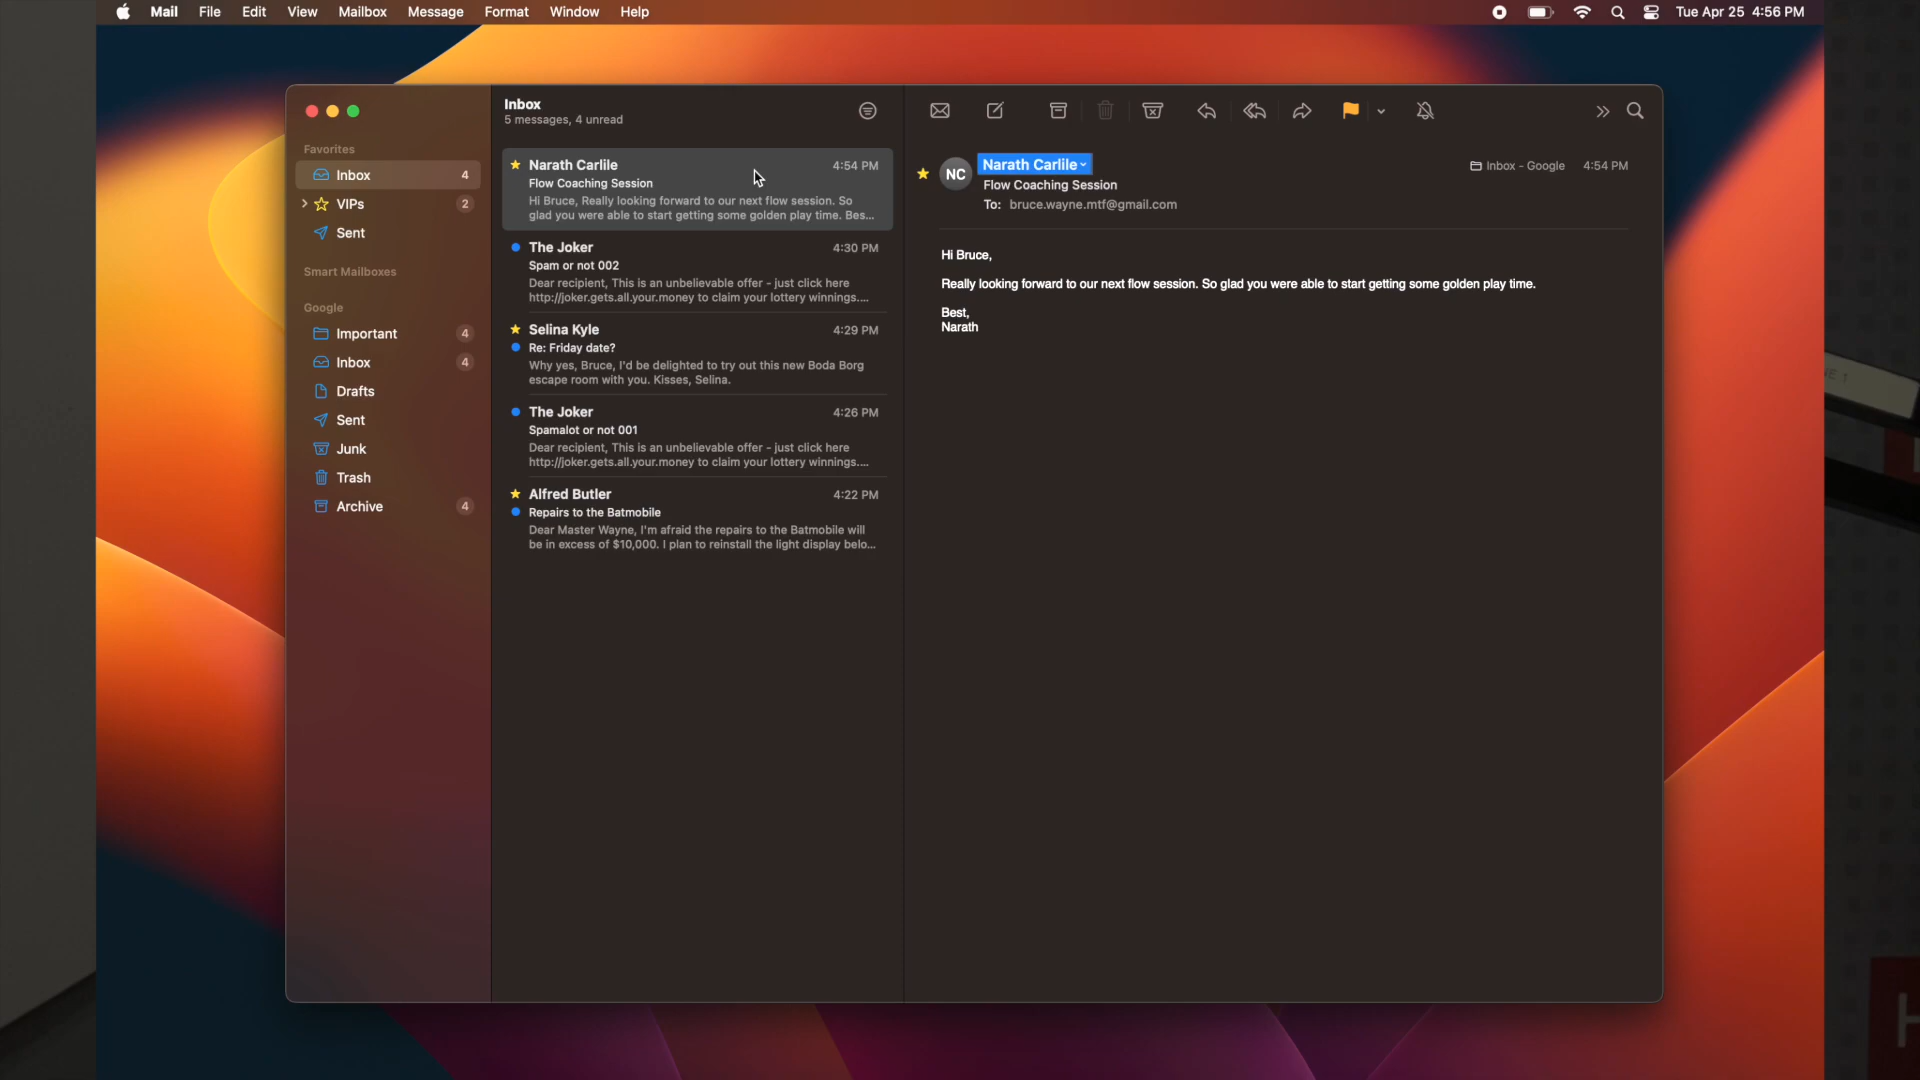 Mail File Edit View Mailbox Message Format Window Help Tue Apr 25 4:56 PM
Favorites
Inbox 4
VIPs 2
Sent
Smart Mailboxes
Google
Important 4
Inbox 4
Drafts
Sent
Junk
Trash
Archive 4
Inbox
5 messages, 4 unread
Narath Carlile 4:54 PM
Flow Coaching Session
Hi Bruce, Really looking forward to our next flow session. So
glad you were able to start getting some golden play time. Bes...
The Joker 4:30 PM
Spam or not 002
Dear recipient, This is an unbelievable offer - just click here
http://joker.gets.all.your.money to claim your lottery winnings....
Selina Kyle 4:29 PM
Re: Friday date?
Why yes, Bruce, I'd be delighted to try out this new Boda Borg
escape room with you. Kisses, Selina.
The Joker 4:26 PM
Spamalot or not 001
Dear recipient, This is an unbelievable offer - just click here
http://joker.gets.all.your.money to claim your lottery winnings....
Alfred Butler 4:22 PM
Repairs to the Batmobile
Dear Master Wayne, I'm afraid the repairs to the Batmobile will
be in excess of $10,000. I plan to reinstall the light display belo...
NC
Narath Carlile
Inbox - Google 4:54 PM
Flow Coaching Session
To: bruce.wayne.mtf@gmail.com
Hi Bruce,
Really looking forward to our next flow session. So glad you were able to start getting some golden play time.
Best,
Narath